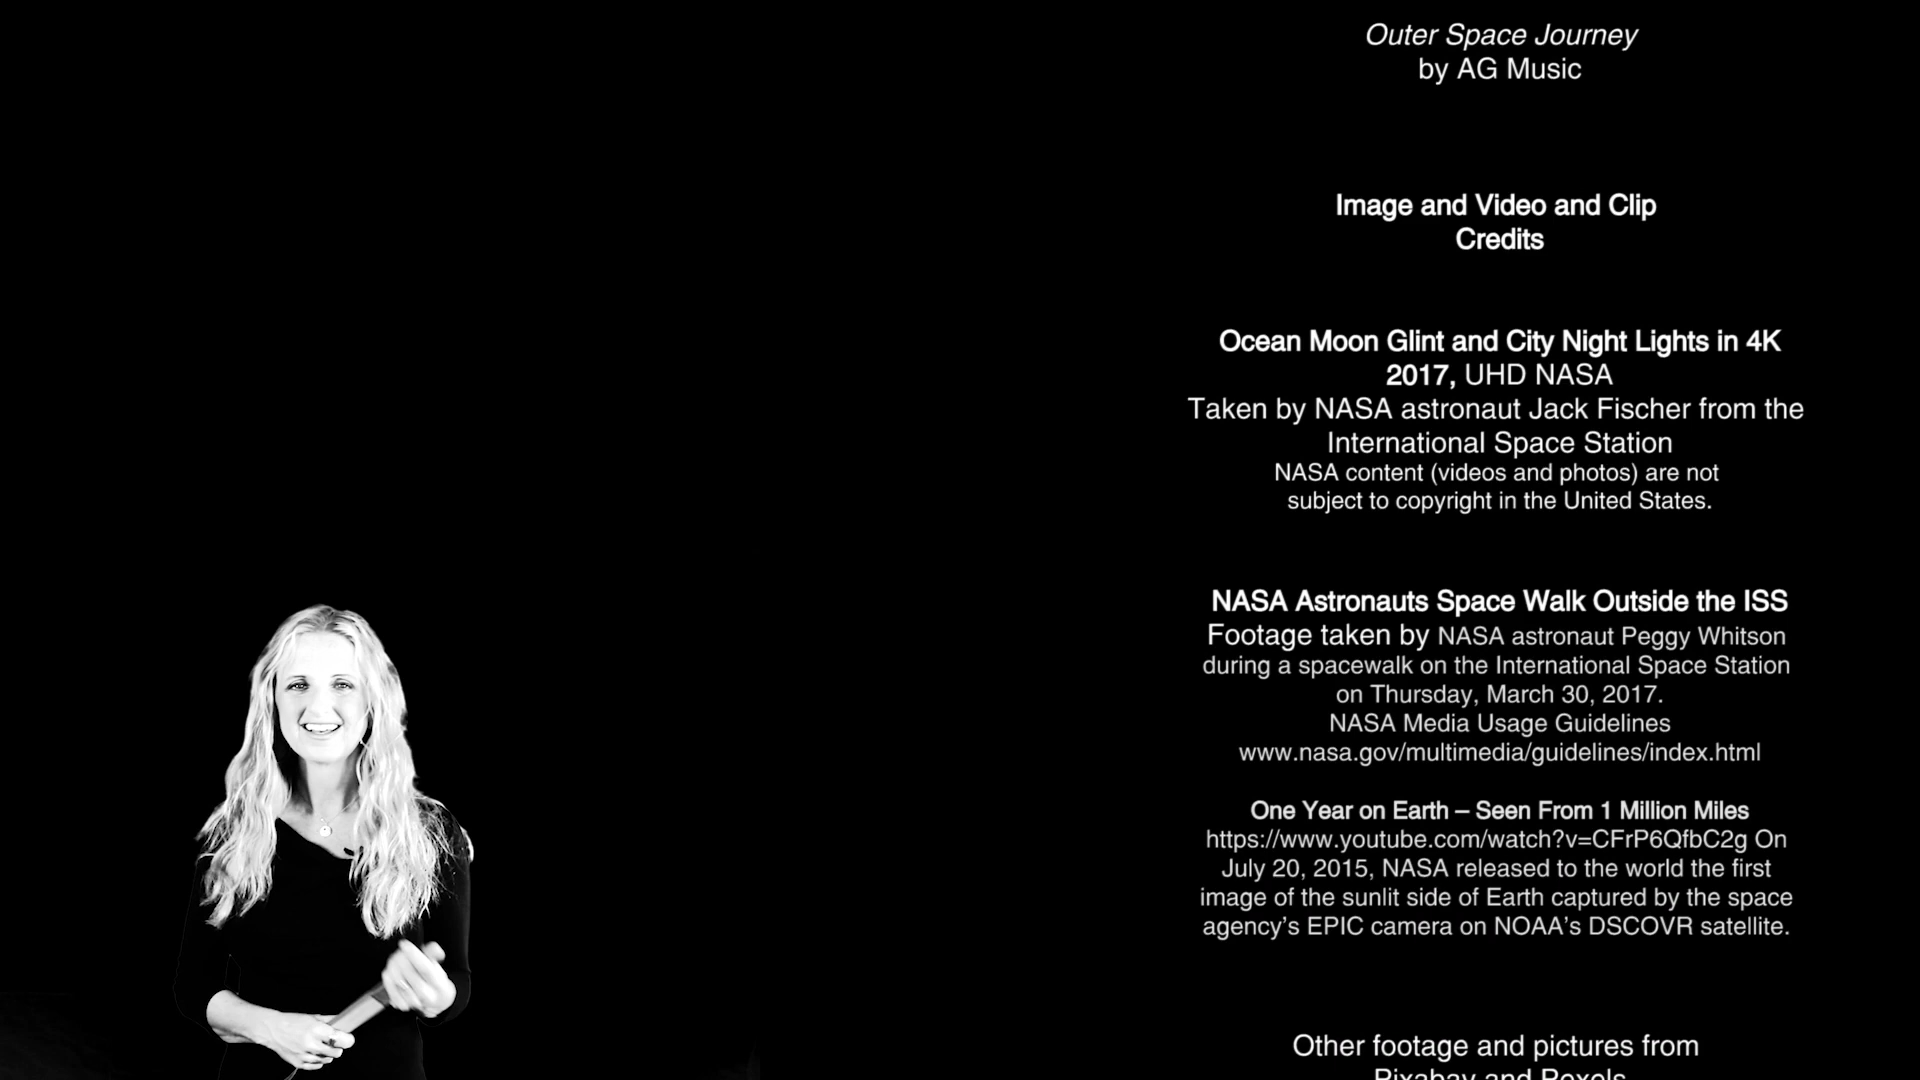 Outer Space Journey
by AG Music
Image and Video and Clip
Credits
Ocean Moon Glint and City Night Lights in 4K
2017, UHD NASA
Taken by NASA astronaut Jack Fischer from the
International Space Station
NASA content (videos and photos) are not
subject to copyright in the United States.
NASA Astronauts Space Walk Outside the ISS
Footage taken by NASA astronaut Peggy Whitson
during a spacewalk on the International Space Station
on Thursday, March 30, 2017.
NASA Media Usage Guidelines
www.nasa.gov/multimedia/guidelines/index.html
One Year on Earth – Seen From 1 Million Miles
https://www.youtube.com/watch?v=CFrP6QfbC2g On
July 20, 2015, NASA released to the world the first
image of the sunlit side of Earth captured by the space
agency’s EPIC camera on NOAA’s DSCOVR satellite.
Other footage and pictures from
Pixabay and Pexels